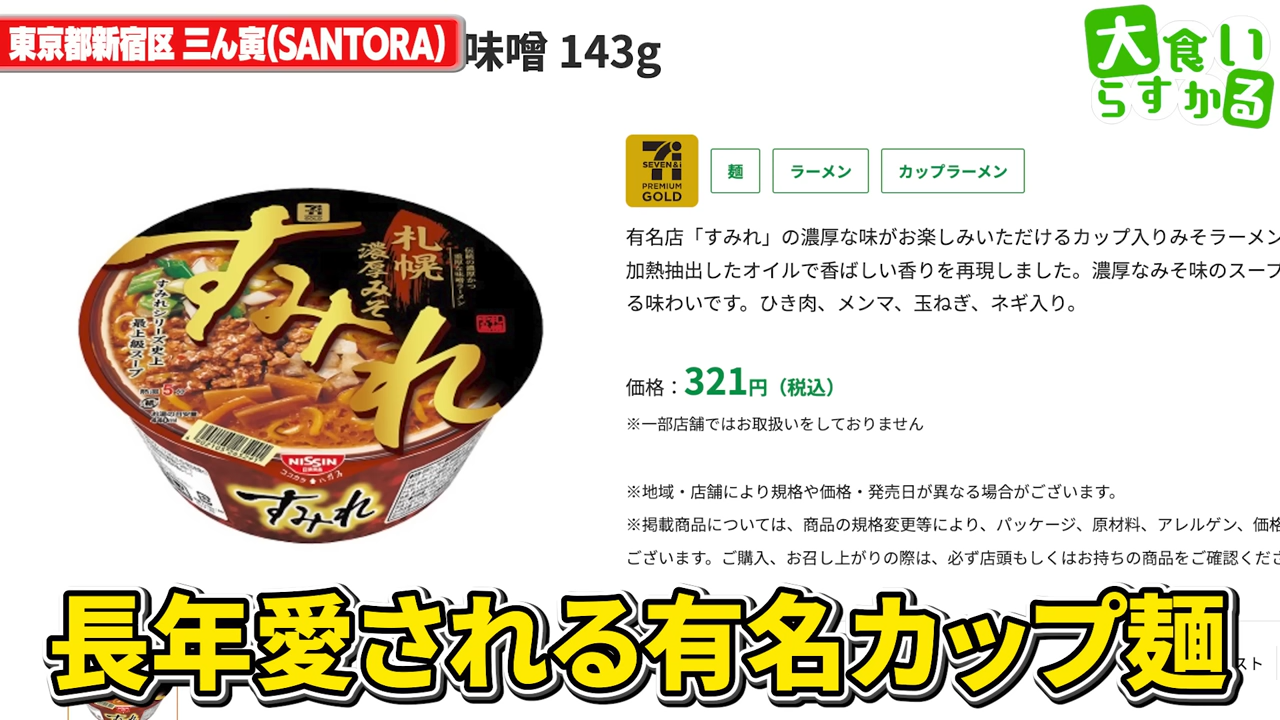 東京都新宿区 三ん寅(SANTORA)
味噌 143g
大食い
らすかる
SEVEN&i
PREMIUM
GOLD
麺
ラーメン
カップラーメン
有名店「すみれ」の濃厚な味がお楽しみいただけるカップ入りみそラーメン
加熱抽出したオイルで香ばしい香りを再現しました。濃厚なみそ味のスープ
る味わいです。ひき肉、メンマ、玉ねぎ、ネギ入り。
価格：321円（税込）
※一部店舗ではお取扱いをしておりません
※地域・店舗により規格や価格・発売日が異なる場合がございます。
※掲載商品については、商品の規格変更等により、パッケージ、原材料、アレルゲン、価格
ございます。ご購入、お召し上がりの際は、必ず店頭もしくはお持ちの商品をご確認くださ
札幌
濃厚みそ
すみれ
すみれシリーズ史上
最上級スープ
熱湯5分
NISSIN
すみれ
長年愛される有名カップ麺
スト